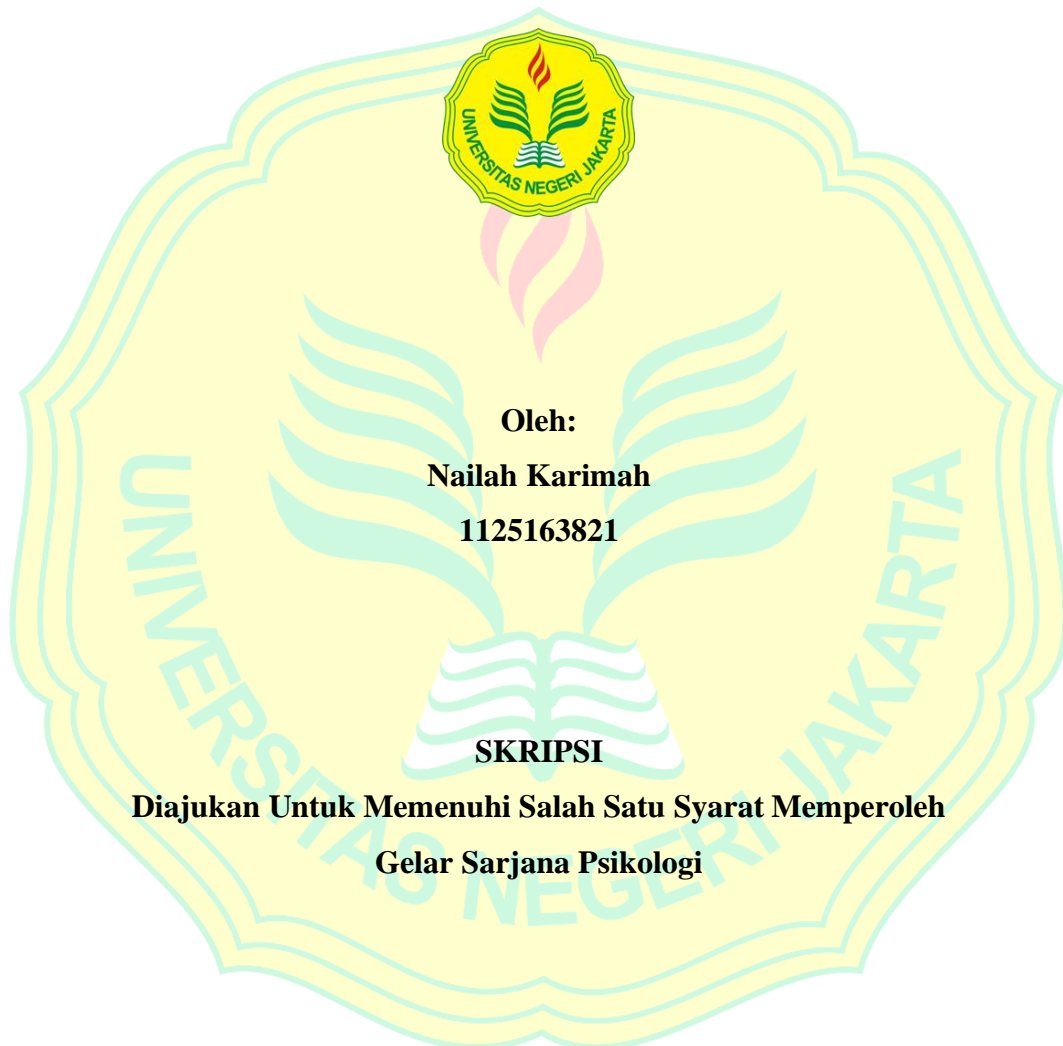 UNIVERSITAS NEGERI JAKARTA
Oleh:
Nailah Karimah
1125163821
SKRIPSI
Diajukan Untuk Memenuhi Salah Satu Syarat Memperoleh
Gelar Sarjana Psikologi
UNIVERSITAS NEGERI JAKARTA